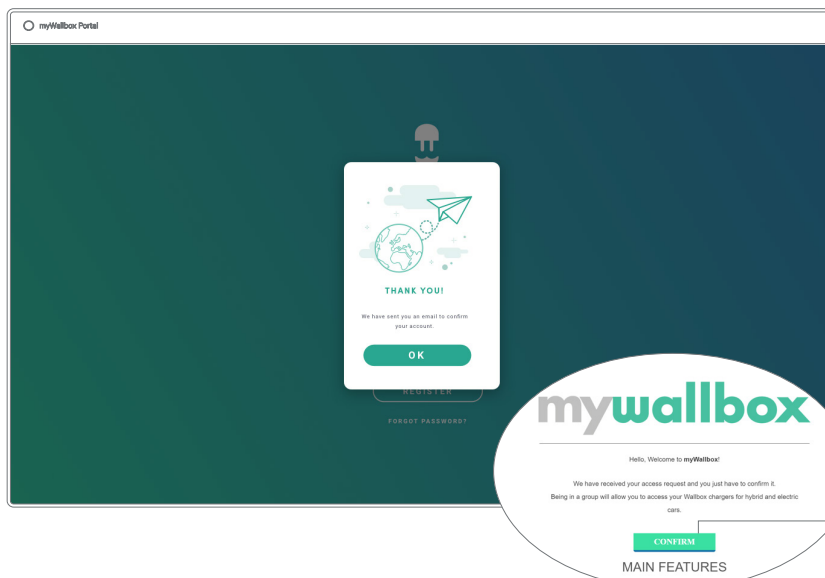 myWallbox Portal
THANK YOU!
We have sent you an email to confirm
your account.
OK
REGISTER
FORGOT PASSWORD?
mywallbox
Hello, Welcome to myWallbox!
We have received your access request and you just have to confirm it.
Being in a group will allow you to access your Wallbox chargers for hybrid and electric
cars.
CONFIRM
MAIN FEATURES